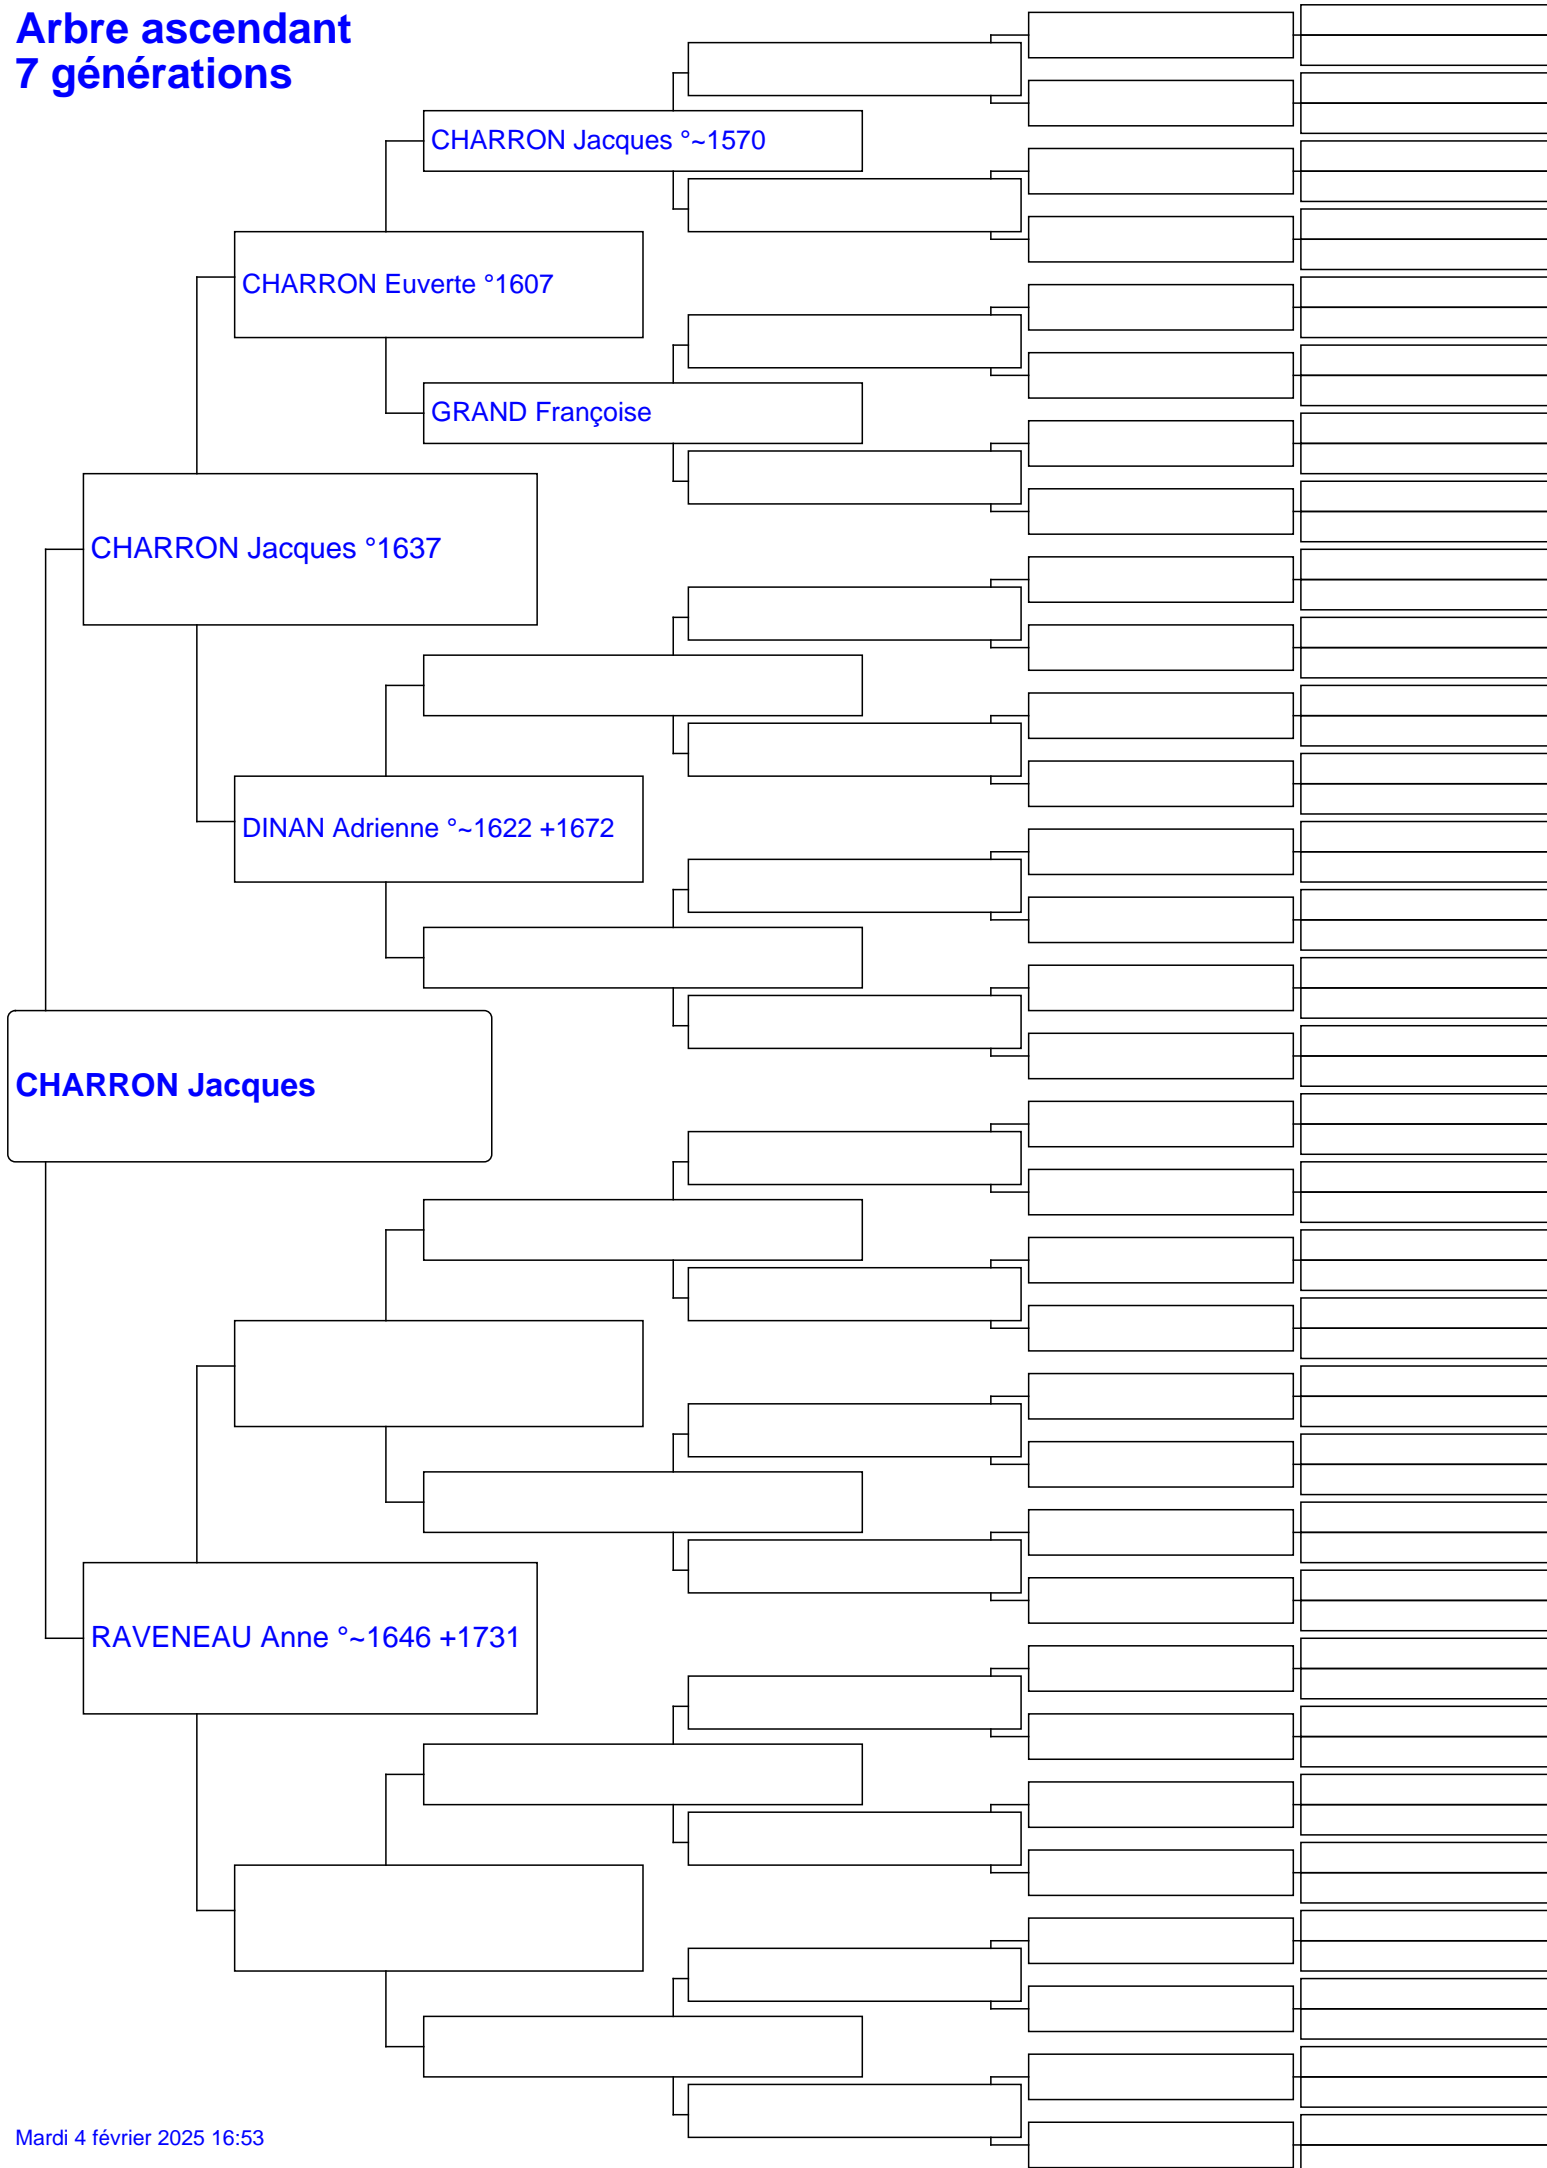 Arbre ascendant
7 générations
CHARRON Jacques °~1570
CHARRON Euverte °1607
GRAND Françoise
CHARRON Jacques °1637
DINAN Adrienne °~1622 +1672
CHARRON Jacques
RAVENEAU Anne °~1646 +1731
Mardi 4 février 2025 16:53